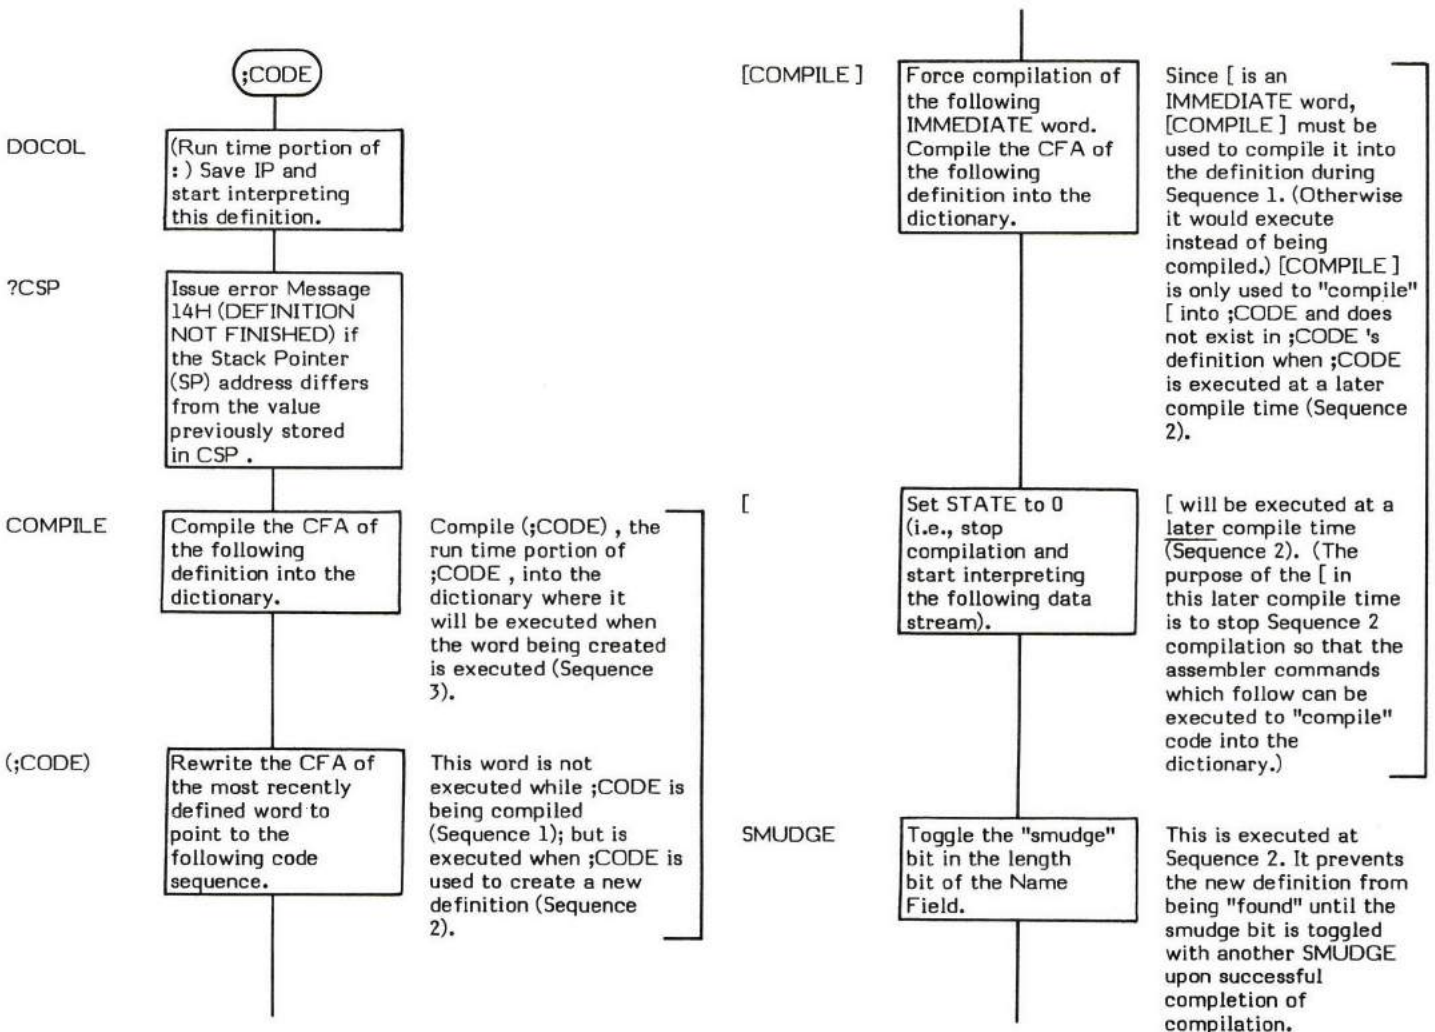 ;CODE
DOCOL
(Run time portion of
: ) Save IP and
start interpreting
this definition.
?CSP
Issue error Message
14H (DEFINITION
NOT FINISHED) if
the Stack Pointer
(SP) address differs
from the value
previously stored
in CSP .
COMPILE
Compile the CFA of
the following
definition into the
dictionary.
Compile (;CODE) , the
run time portion of
;CODE , into the
dictionary where it
will be executed when
the word being created
is executed (Sequence
3).
(;CODE)
Rewrite the CFA of
the most recently
defined word to
point to the
following code
sequence.
This word is not
executed while ;CODE is
being compiled
(Sequence 1); but is
executed when ;CODE is
used to create a new
definition (Sequence
2).
[COMPILE ]
Force compilation of
the following
IMMEDIATE word.
Compile the CFA of
the following
definition into the
dictionary.
Since [ is an
IMMEDIATE word,
[COMPILE ] must be
used to compile it into
the definition during
Sequence 1. (Otherwise
it would execute
instead of being
compiled.) [COMPILE ]
is only used to "compile"
[ into ;CODE and does
not exist in ;CODE 's
definition when ;CODE
is executed at a later
compile time (Sequence
2).
[
Set STATE to 0
(i.e., stop
compilation and
start interpreting
the following data
stream).
[ will be executed at a
later compile time
(Sequence 2). (The
purpose of the [ in
this later compile time
is to stop Sequence 2
compilation so that the
assembler commands
which follow can be
executed to "compile"
code into the
dictionary.)
SMUDGE
Toggle the "smudge"
bit in the length
bit of the Name
Field.
This is executed at
Sequence 2. It prevents
the new definition from
being "found" until the
smudge bit is toggled
with another SMUDGE
upon successful
completion of
compilation.